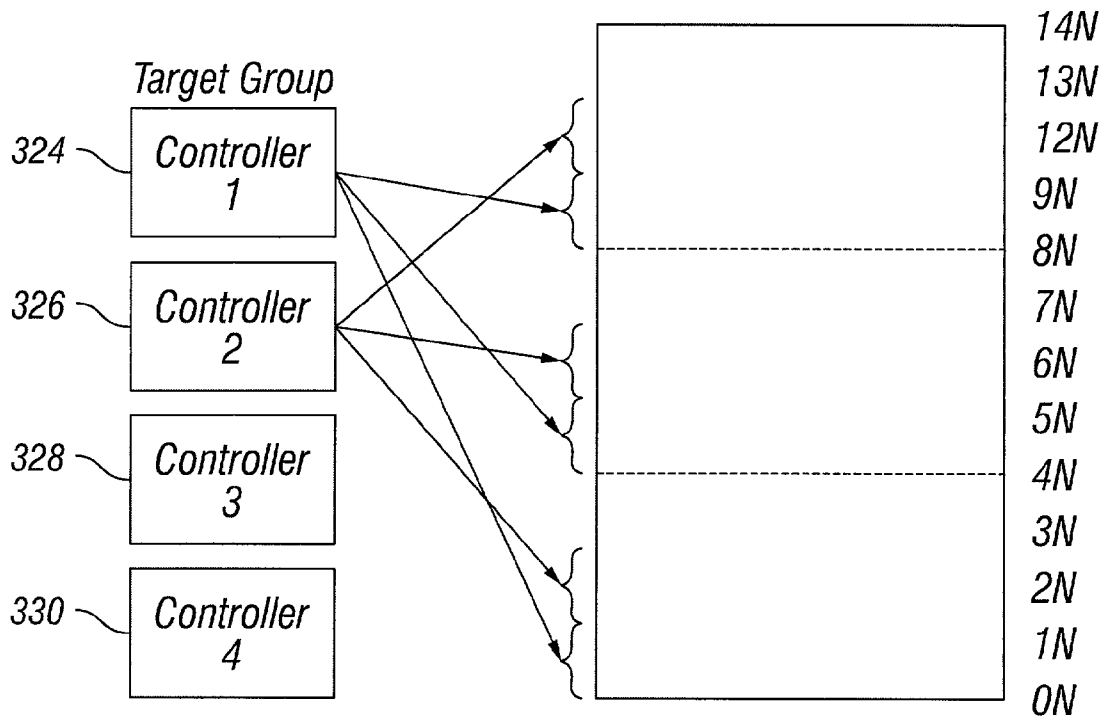 Target Group
324
Controller
1
326
Controller
2
328
Controller
3
330
Controller
4
14N
13N
12N
9N
8N
7N
6N
5N
4N
3N
2N
1N
0N